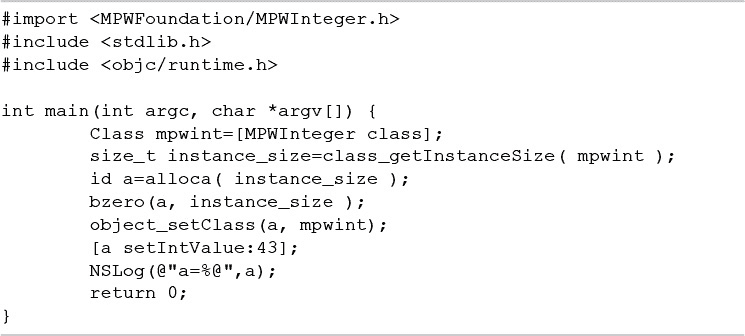 #import <MPWFoundation/MPWInteger.h>
#include <stdlib.h>
#include <objc/runtime.h>

int main(int argc, char *argv[]) {
        Class mpwint=[MPWInteger class];
        size_t instance_size=class_getInstanceSize( mpwint );
        id a=alloca( instance_size );
        bzero(a, instance_size );
        object_setClass(a, mpwint);
        [a setIntValue:43];
        NSLog(@"a=%@",a);
        return 0;
}